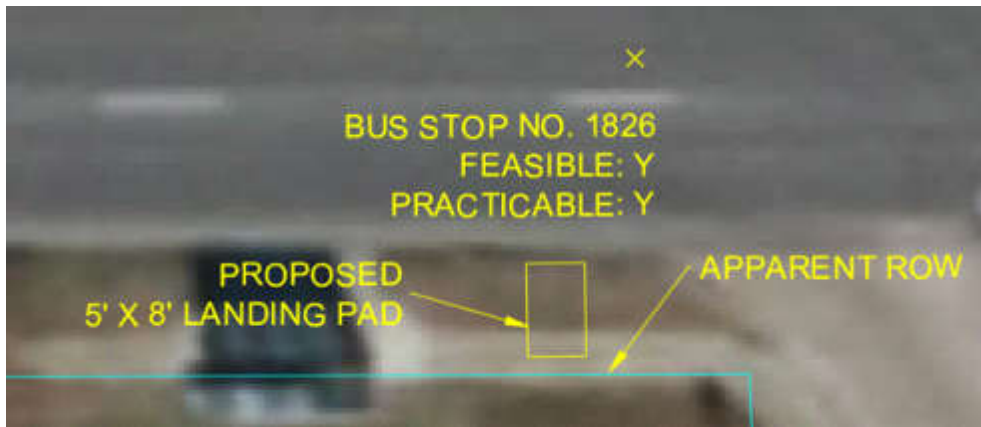 BUS STOP NO. 1826
FEASIBLE: Y
PRACTICABLE: Y
PROPOSED
5' X 8' LANDING PAD
APPARENT ROW